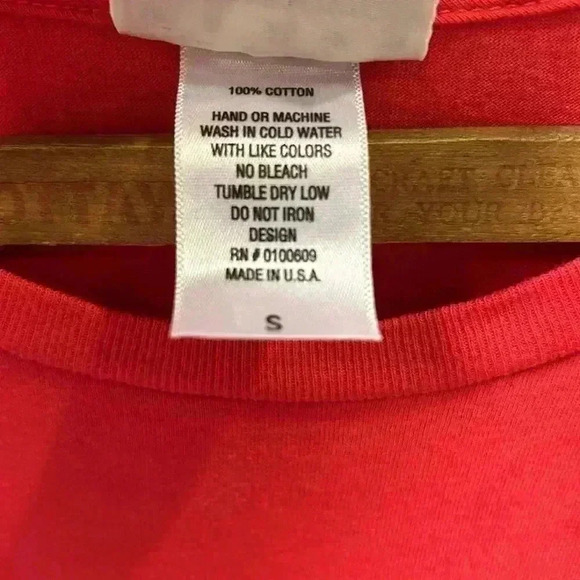 100% COTTON
HAND OR MACHINE
WASH IN COLD WATER
WITH LIKE COLORS
NO BLEACH
TUMBLE DRY LOW
DO NOT IRON
DESIGN
RN # 0100609
MADE IN U.S.A.
S